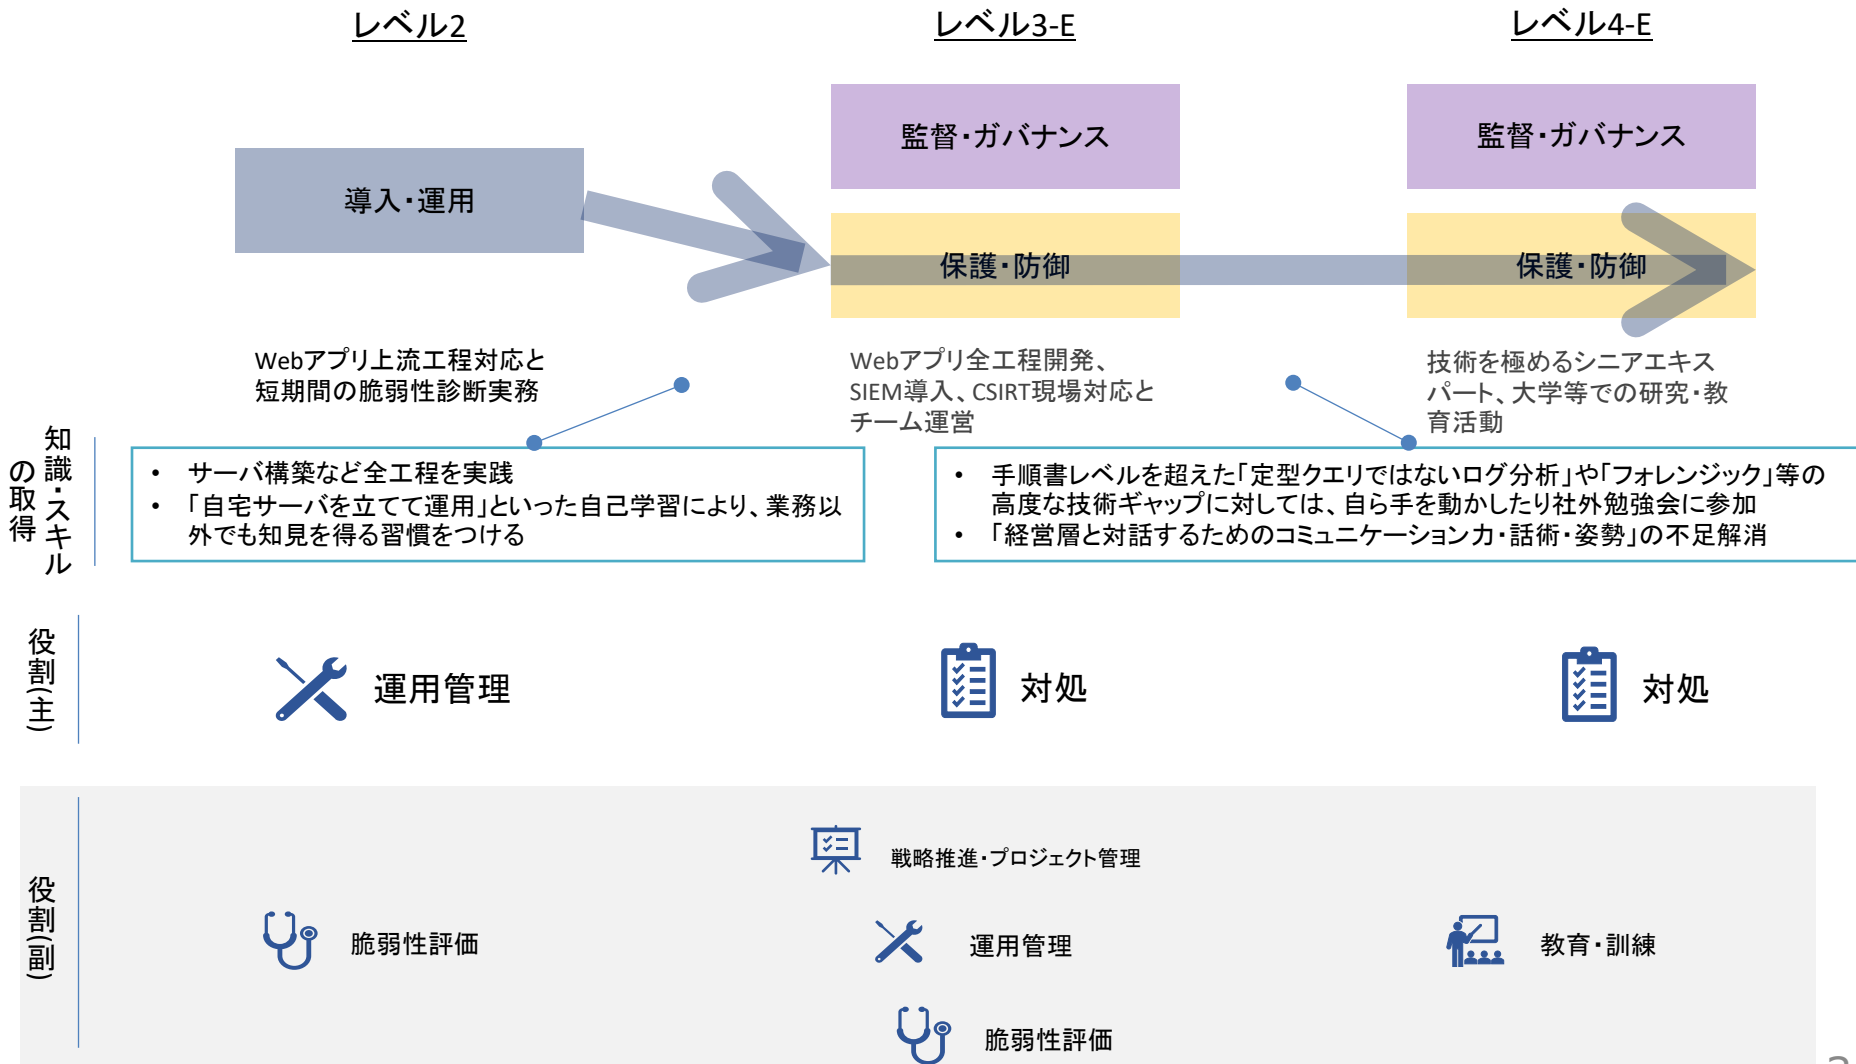 レベル2
レベル3-E
レベル4-E
監督・ガバナンス
監督・ガバナンス
導入・運用
保護・防御
保護・防御
Webアプリ上流工程対応と
短期間の脆弱性診断実務
Webアプリ全工程開発、
SIEM導入、CSIRT現場対応と
チーム運営
技術を極めるシニアエキス
パート、大学等での研究・教
育活動
知識・スキル
の取得
• サーバ構築など全工程を実践
• 「自宅サーバを立てて運用」といった自己学習により、業務以
外でも知見を得る習慣をつける
• 手順書レベルを超えた「定型クエリではないログ分析」や「フォレンジック」等の
高度な技術ギャップに対しては、自ら手を動かしたり社外勉強会に参加
• 「経営層と対話するためのコミュニケーション力・話術・姿勢」の不足解消
役割(主)
運用管理
対処
対処
役割(副)
戦略推進・プロジェクト管理
脆弱性評価
運用管理
教育・訓練
脆弱性評価